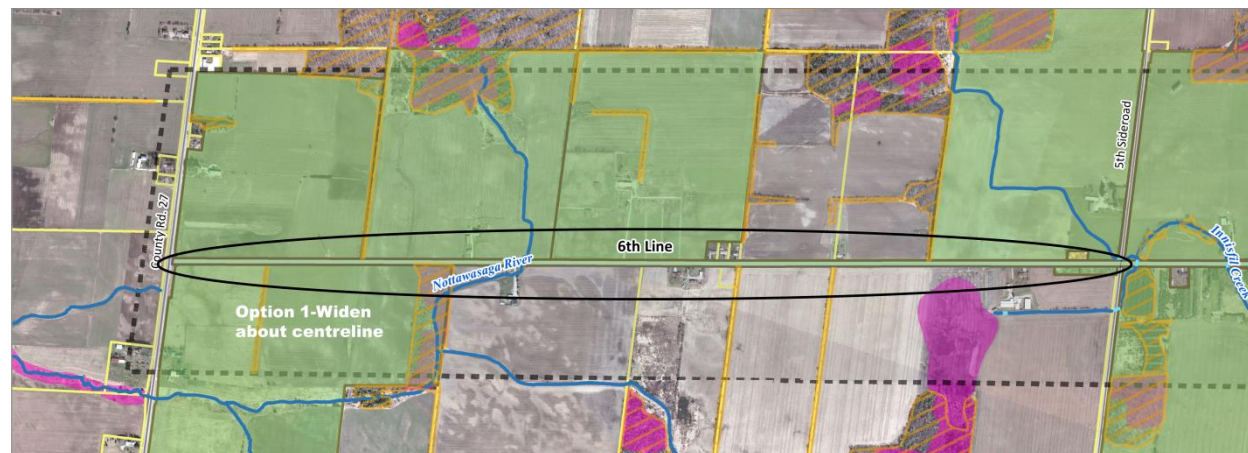 5th Sideroad
County Rd. 27
6th Line
Innisfil Creek
Nottawasaga River
Option 1-Widen
about centreline